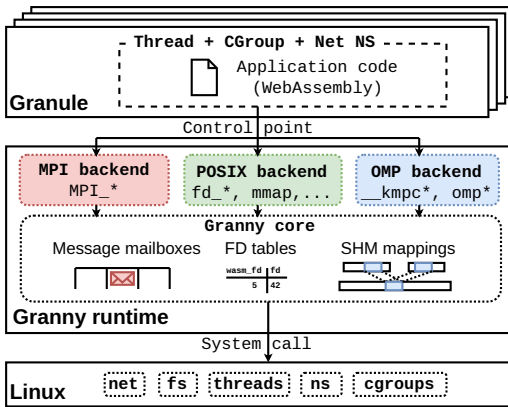 Thread + CGroup + Net NS
Application code
(WebAssembly)
Granule
Control point
MPI backend
MPI_*
POSIX backend
fd_*, mmap,...
OMP backend
__kmpc*, omp*
Granny core
Message mailboxes
FD tables
SHM mappings
wasm_fd fd
5 42
Granny runtime
System call
Linux
net fs threads ns cgroups